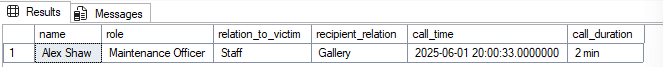 Results Messages
name role relation_to_victim recipient_relation call_time call_duration
1 Alex Shaw Maintenance Officer Staff Gallery 2025-06-01 20:00:33.0000000 2 min